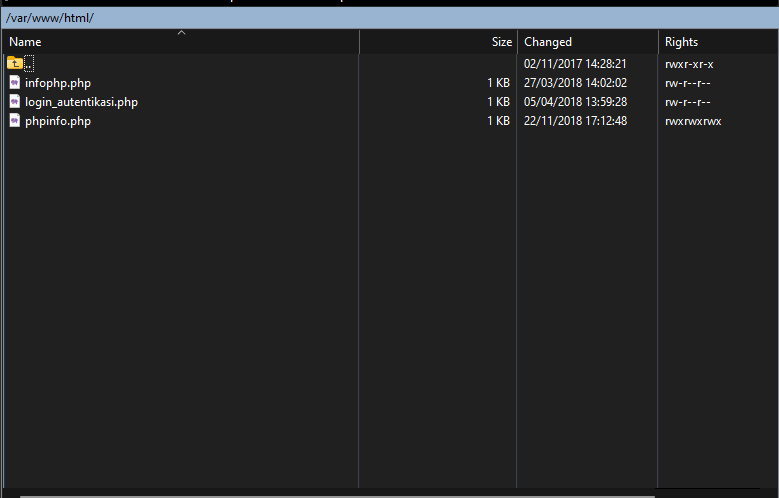 /var/www/html/
Name Size Changed Rights
.. 02/11/2017 14:28:21 rwxr-xr-x
infophp.php 1 KB 27/03/2018 14:02:02 rw-r--r--
login_autentikasi.php 1 KB 05/04/2018 13:59:28 rw-r--r--
phpinfo.php 1 KB 22/11/2018 17:12:48 rwxrwxrwx